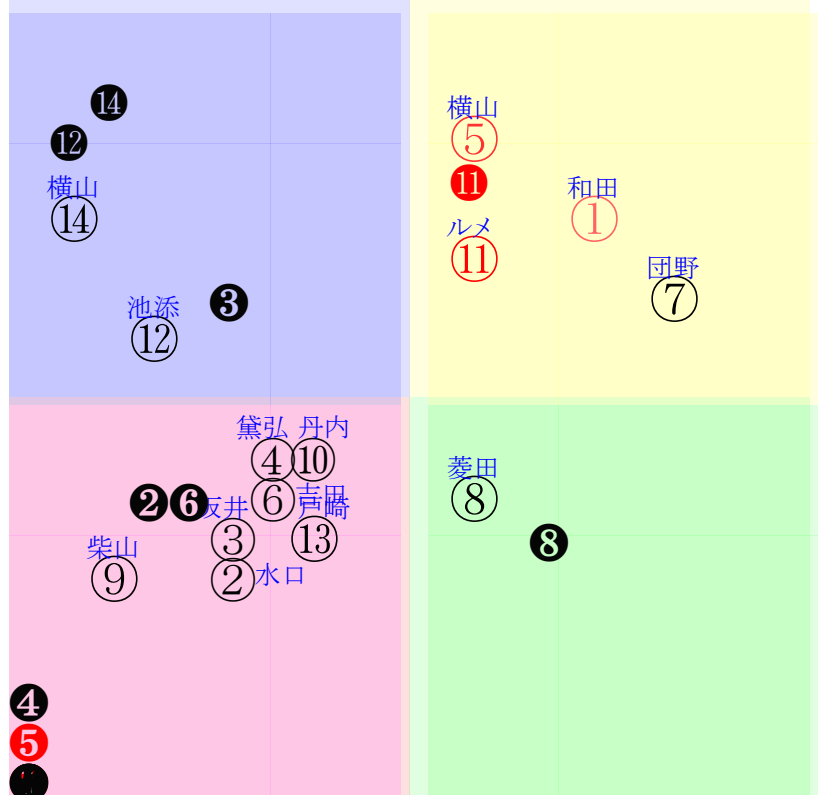 ⓮
⓬
横山
⑭
池添
⑫
❸
横山
⑤
⓫
和田
①
ルメ
⑪
団野
⑦
黛弘 丹内
④⑩
❷❻
坂井
⑥
吉田
戸崎
柴山
⑨
③
⑬
②水口
菱田
⑧
❽
❹
❺